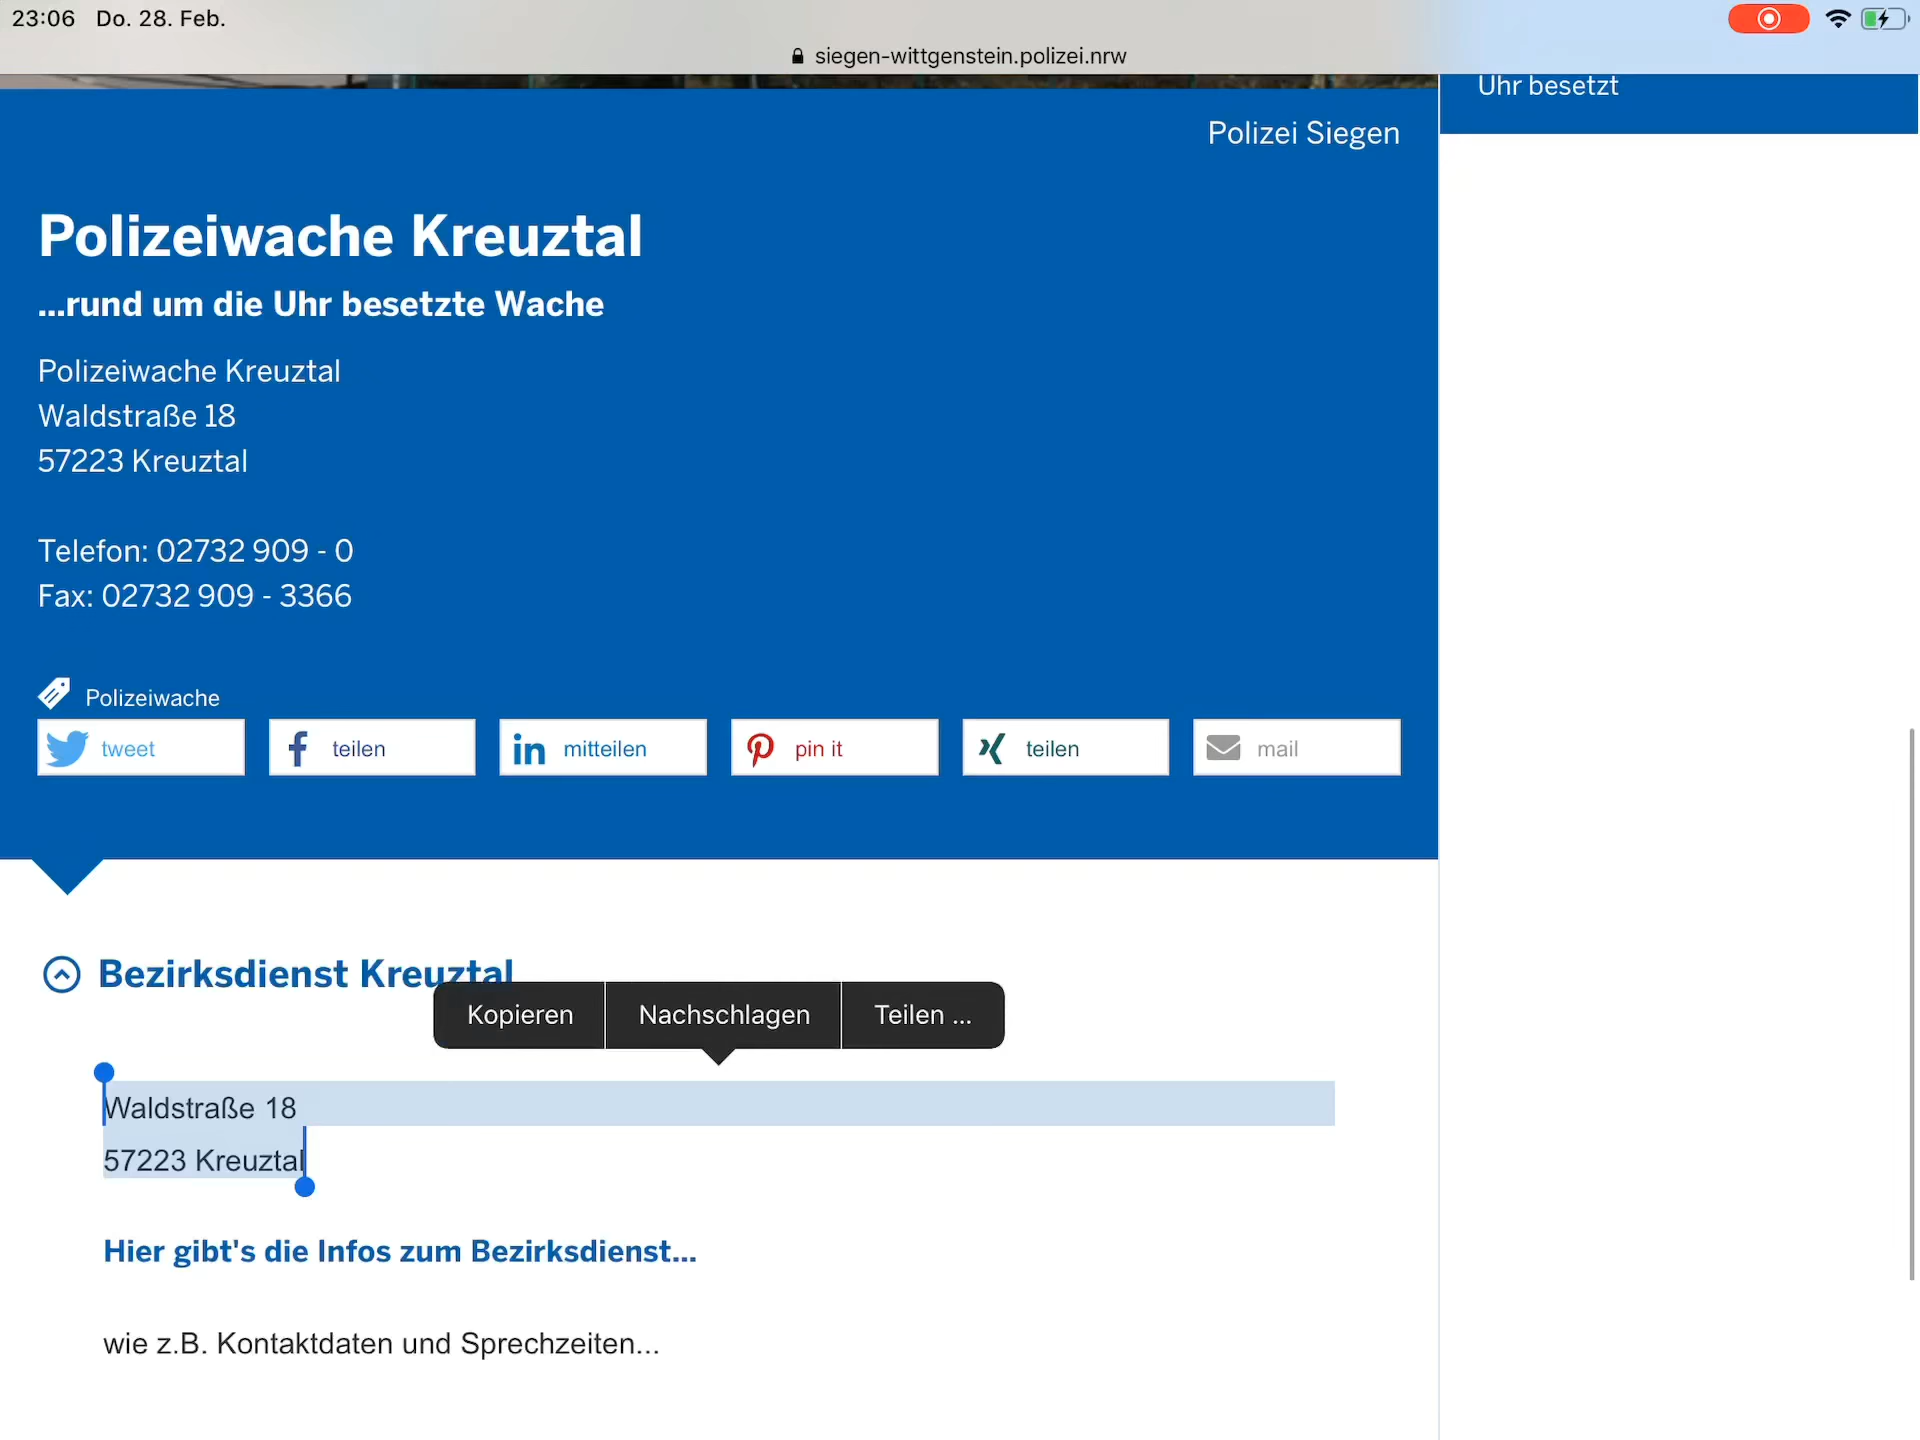 23:06 Do. 28. Feb.
siegen-wittgenstein.polizei.nrw
Uhr besetzt
Polizei Siegen
Polizeiwache Kreuztal
...rund um die Uhr besetzte Wache
Polizeiwache Kreuztal
Waldstraße 18
57223 Kreuztal
Telefon: 02732 909 - 0
Fax: 02732 909 - 3366
Polizeiwache
tweet
teilen
mitteilen
pin it
teilen
mail
Bezirksdienst Kreuztal
Kopieren
Nachschlagen
Teilen ...
Waldstraße 18
57223 Kreuztal
Hier gibt's die Infos zum Bezirksdienst...
wie z.B. Kontaktdaten und Sprechzeiten...